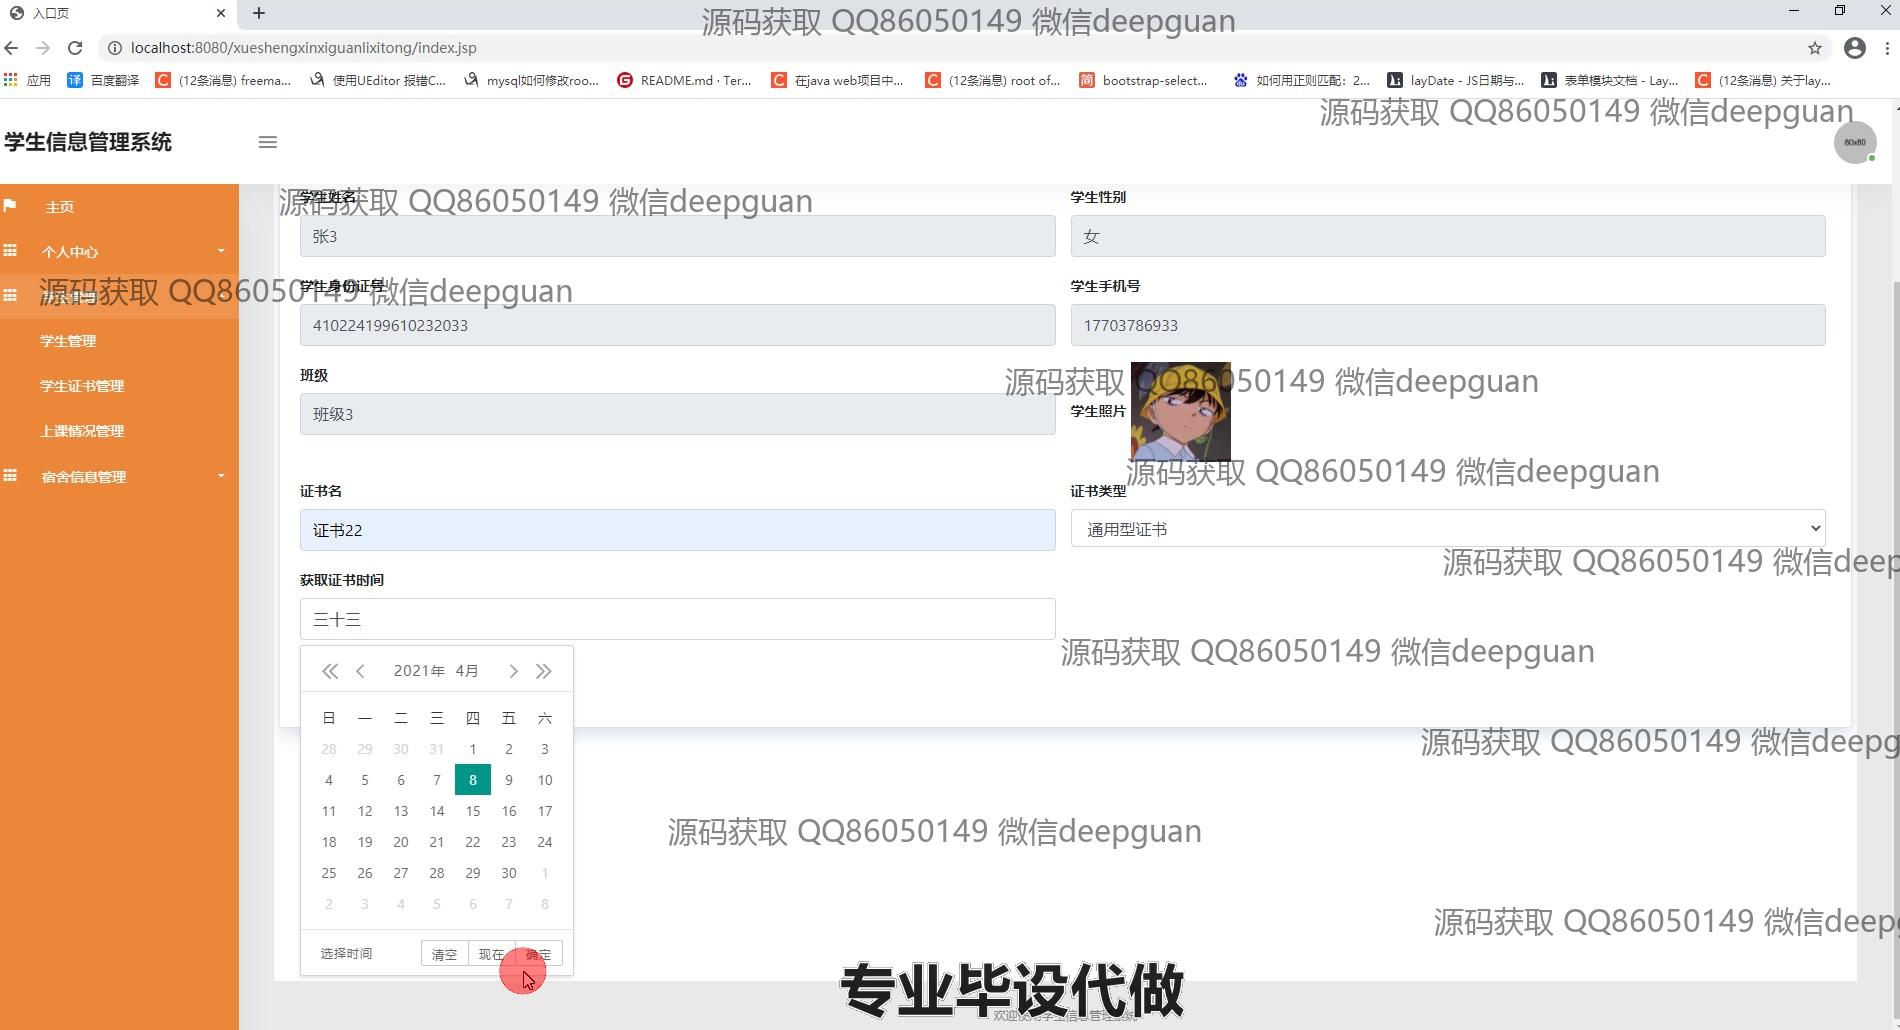 入口页
源码获取 QQ86050149 微信deepguan
localhost:8080/xueshengxinxiguanlixitong/index.jsp
应用 百度翻译 (12条消息) freema... 使用UEditor 报错C... mysql如何修改roo... README.md · Ter... 在java web项目中... (12条消息) root of... bootstrap-select... 如何用正则匹配：2... layDate - JS日期与... 表单模块文档 - Lay... (12条消息) 关于lay...
源码获取 QQ86050149 微信deepguan
学生信息管理系统
80x80
学生姓名 学生性别
源码获取 QQ86050149 微信deepguan
主页
张3 女
个人中心
学生身份证号 学生手机号
源码获取 QQ86050149 微信deepguan
410224199610232033 17703786933
学生管理
班级
源码获取 QQ86050149 微信deepguan
学生证书管理
班级3 学生照片
上课情况管理
源码获取 QQ86050149 微信deepguan
宿舍信息管理
证书名 证书类型
证书22 通用型证书
源码获取 QQ86050149 微信deep
获取证书时间
三十三
源码获取 QQ86050149 微信deepguan
2021年 4月
日 一 二 三 四 五 六
源码获取 QQ86050149 微信deepg
28 29 30 31 1 2 3
4 5 6 7 8 9 10
11 12 13 14 15 16 17
源码获取 QQ86050149 微信deepguan
18 19 20 21 22 23 24
25 26 27 28 29 30 1
2 3 4 5 6 7 8
源码获取 QQ86050149 微信deep
选择时间 清空 现在 确定
专业毕设代做
欢迎使用学生信息管理系统